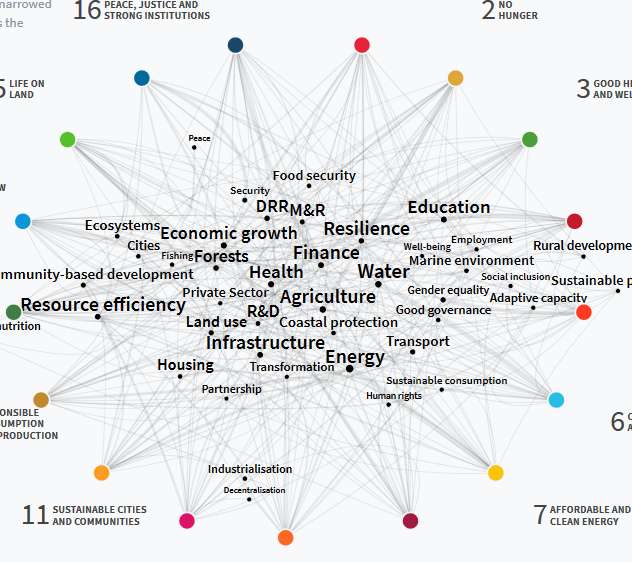 narrowed
s the
16 PEACE, JUSTICE AND
STRONG INSTITUTIONS
2 NO
HUNGER
5 LIFE ON
LAND
3 GOOD HE
AND WEL
Peace
Food security
Security
DRR
M&R
Education
W
Ecosystems
Economic growth
Resilience
Cities
Employment
Well-being
Rural developme
Fishing
Forests
Finance
Marine environment
mmunity-based development
Health
Water
Social inclusion
Sustainable p
Private Sector
Agriculture
Gender equality
Adaptive capacity
Resource efficiency
R&D
Good governance
nutrition
Land use
Coastal protection
Infrastructure
Transport
Energy
Housing
Transformation
Sustainable consumption
Partnership
Human rights
ONSIBLE
UMPTION
PRODUCTION
6 C
A
Industrialisation
Decentralisation
11 SUSTAINABLE CITIES
AND COMMUNITIES
7 AFFORDABLE AND
CLEAN ENERGY